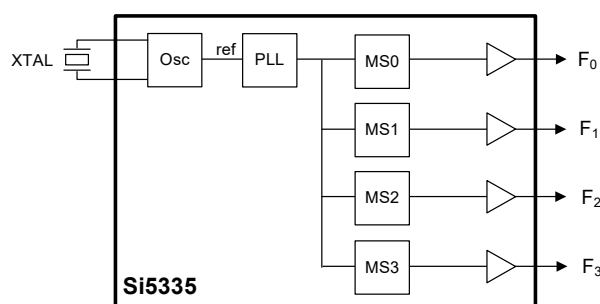 XTAL
Osc
ref
PLL
MS0
F₀
MS1
F₁
MS2
F₂
MS3
F₃
Si5335